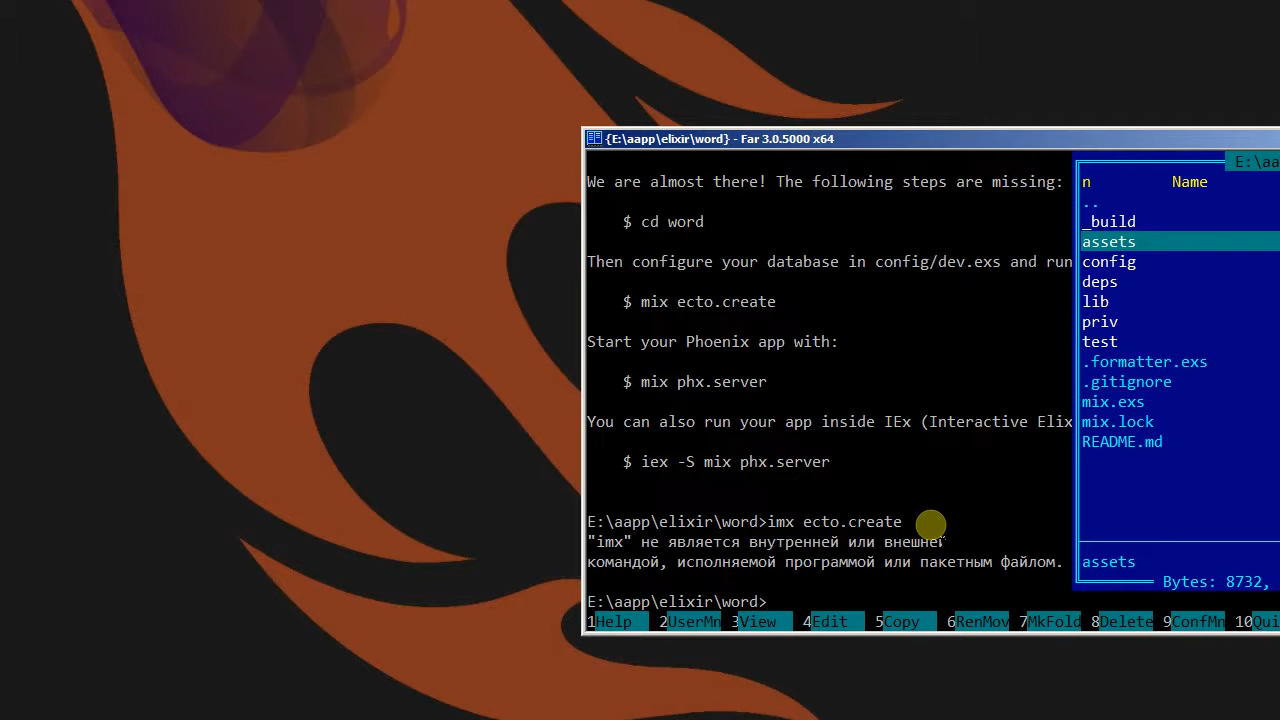 {E:\aapp\elixir\word} - Far 3.0.5000 x64
We are almost there! The following steps are missing:
$ cd word
Then configure your database in config/dev.exs and run
$ mix ecto.create
Start your Phoenix app with:
$ mix phx.server
You can also run your app inside IEx (Interactive Elix
$ iex -S mix phx.server
E:\aapp\elixir\word>imx ecto.create
"imx" не является внутренней или внешней
командой, исполняемой программой или пакетным файлом.
E:\aapp\elixir\word>
E:\aa
n Name
..
_build
assets
config
deps
lib
priv
test
.formatter.exs
.gitignore
mix.exs
mix.lock
README.md
assets
Bytes: 8732,
1Help 2UserMn 3View 4Edit 5Copy 6RenMov 7MkFold 8Delete 9ConfMn 10Qui